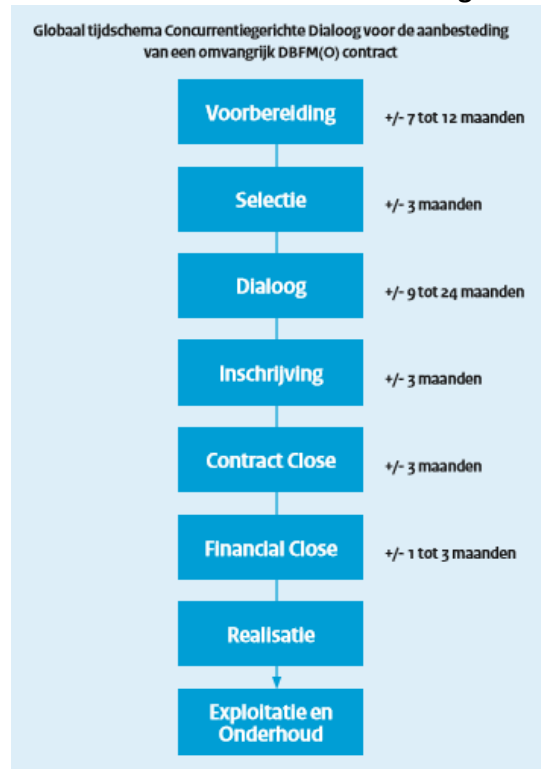 Globaal tijdschema Concurrentiegerichte Dialoog voor de aanbesteding
van een omvangrijk DBFM(O) contract
Voorbereiding
+/- 7 tot 12 maanden
Selectie
+/- 3 maanden
Dialoog
+/- 9 tot 24 maanden
Inschrijving
+/- 3 maanden
Contract Close
+/- 3 maanden
Financial Close
+/- 1 tot 3 maanden
Realisatie
Exploitatie en
Onderhoud